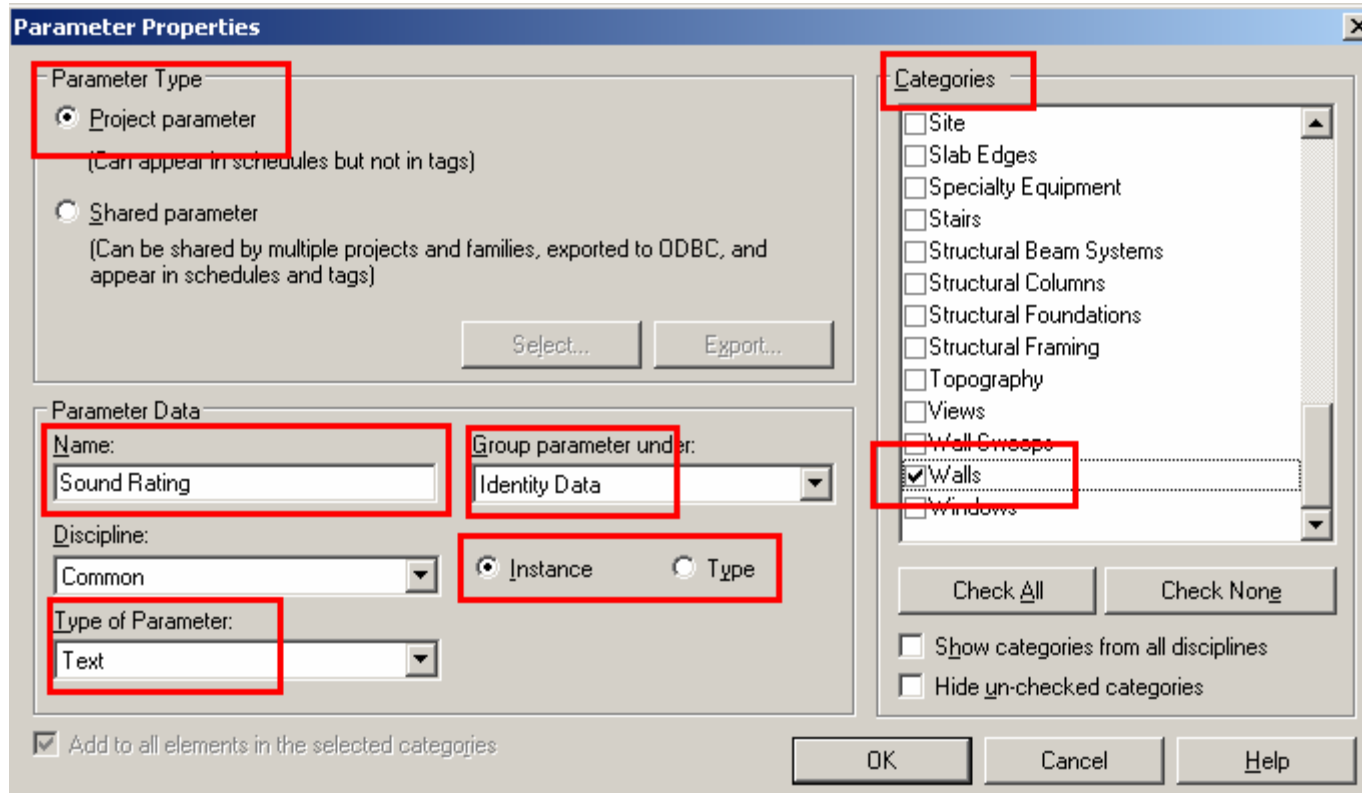 Parameter Properties
Parameter Type
Project parameter
(Can appear in schedules but not in tags)
Shared parameter
(Can be shared by multiple projects and families, exported to ODBC, and
appear in schedules and tags)
Select...
Export...
Parameter Data
Name:
Group parameter under:
Sound Rating
Identity Data
Discipline:
Common
Instance
Type
Type of Parameter:
Text
Add to all elements in the selected categories
Categories
Site
Slab Edges
Specialty Equipment
Stairs
Structural Beam Systems
Structural Columns
Structural Foundations
Structural Framing
Topography
Views
Wall Sweeps
Walls
Windows
Check All
Check None
Show categories from all disciplines
Hide un-checked categories
OK
Cancel
Help